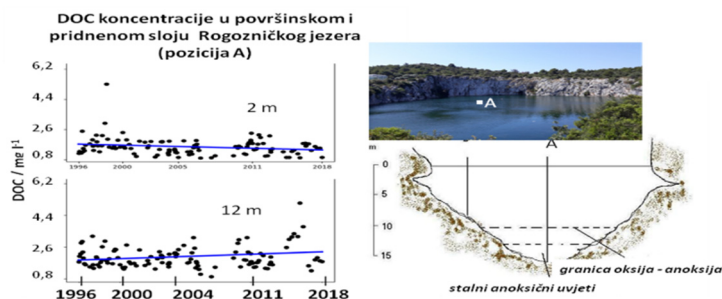 DOC koncentracije u površinskom i
pridnenom sloju Rogozničkog jezera
(pozicija A)
DOC / mg l⁻¹
6,2
4,4
2,6
0,8
2 m
1996
2000
2011
2018
6,2
4,4
2,6
0,8
12 m
1996
2000
2004
2011
2018
A
A
m
0
5
10
15
granica oksija - anoksija
stalni anoksični uvjeti